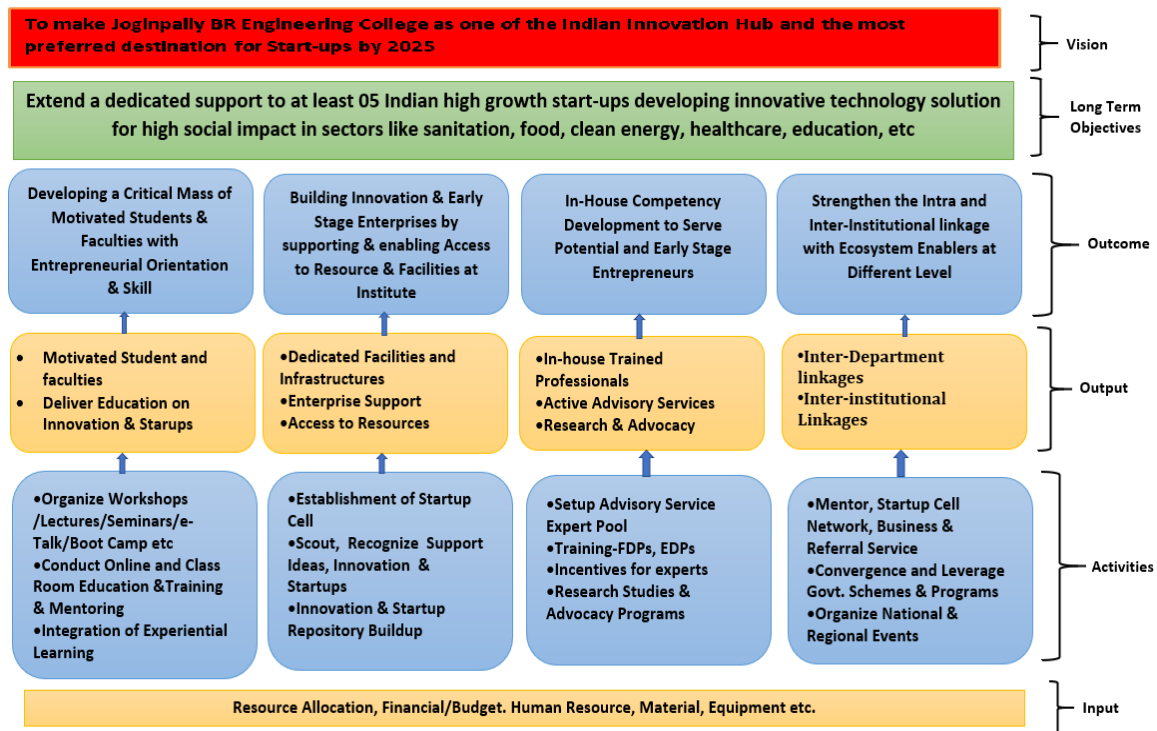 To make Joginpally BR Engineering College as one of the Indian Innovation Hub and the most
preferred destination for Start-ups by 2025
Vision
Extend a dedicated support to at least 05 Indian high growth start-ups developing innovative technology solution
for high social impact in sectors like sanitation, food, clean energy, healthcare, education, etc
Long Term
Objectives
Developing a Critical Mass of
Motivated Students &
Faculties with
Entrepreneurial Orientation
& Skill
Building Innovation & Early
Stage Enterprises by
supporting & enabling Access
to Resource & Facilities at
Institute
In-House Competency
Development to Serve
Potential and Early Stage
Entrepreneurs
Strengthen the Intra and
Inter-Institutional linkage
with Ecosystem Enablers at
Different Level
Outcome
• Motivated Student and
faculties
• Deliver Education on
Innovation & Starups
•Dedicated Facilities and
Infrastructures
•Enterprise Support
•Access to Resources
•In-house Trained
Professionals
•Active Advisory Services
•Research & Advocacy
•Inter-Department
linkages
•Inter-institutional
Linkages
Output
•Organize Workshops
/Lectures/Seminars/e-
Talk/Boot Camp etc
•Conduct Online and Class
Room Education &Training
& Mentoring
•Integration of Experiential
Learning
•Establishment of Startup
Cell
•Scout, Recognize Support
Ideas, Innovation &
Startups
•Innovation & Startup
Repository Buildup
•Setup Advisory Service
Expert Pool
•Training-FDPs, EDPs
•Incentives for experts
•Research Studies &
Advocacy Programs
•Mentor, Startup Cell
Network, Business &
Referral Service
•Convergence and Leverage
Govt. Schemes & Programs
•Organize National &
Regional Events
Activities
Resource Allocation, Financial/Budget. Human Resource, Material, Equipment etc.
Input